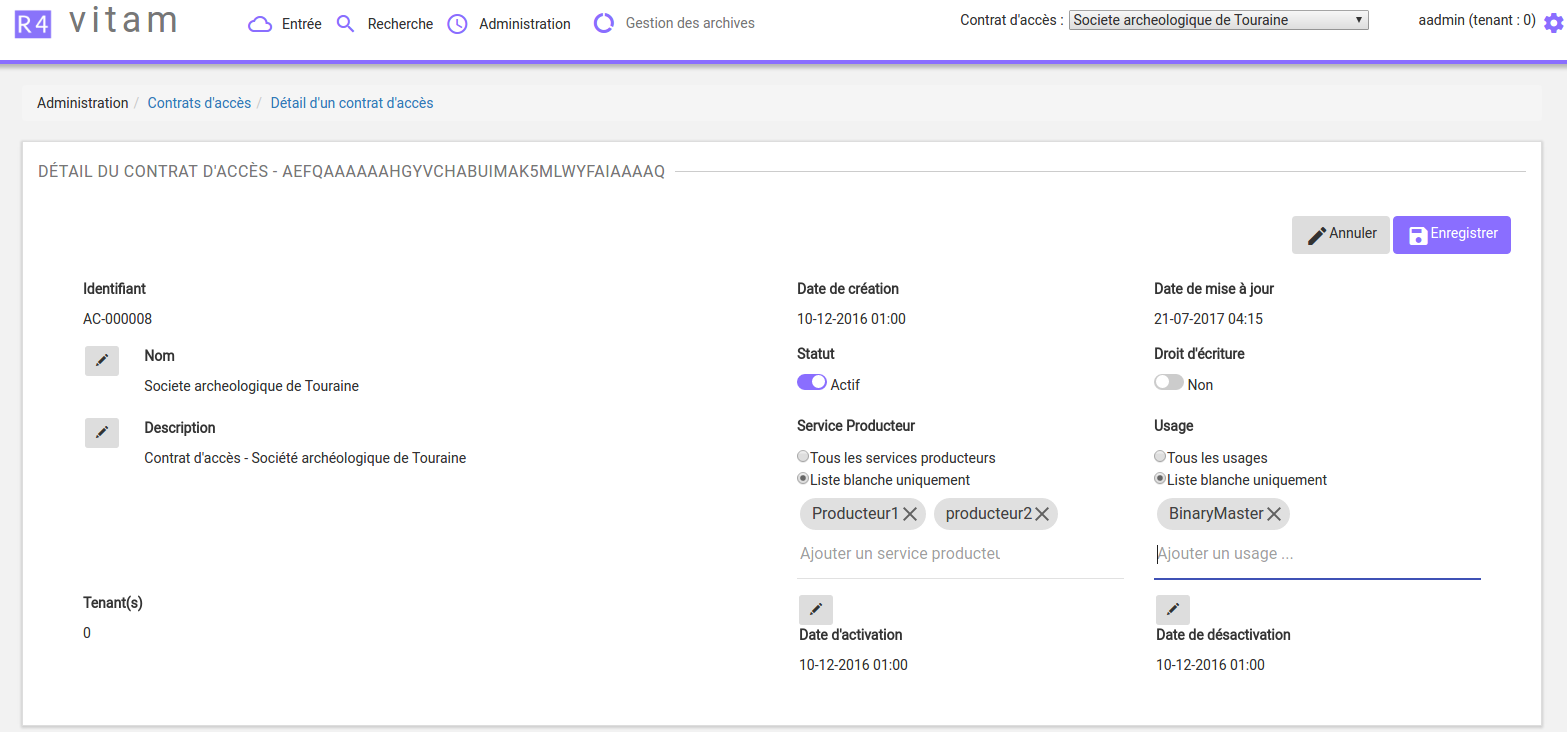 R4 vitam
Entrée Recherche Administration Gestion des archives Contrat d'accès : Societe archeologique de Touraine aadmin (tenant : 0)
Administration / Contrats d'accès / Détail d'un contrat d'accès
DÉTAIL DU CONTRAT D'ACCÈS - AEFQAAAAAAHGYVCHABUIMAK5MLWYFAIAAAAQ
Annuler Enregistrer
Identifiant Date de création Date de mise à jour
AC-000008 10-12-2016 01:00 21-07-2017 04:15
Nom Statut Droit d'écriture
Societe archeologique de Touraine Actif Non
Description Service Producteur Usage
Contrat d'accès - Société archéologique de Touraine Tous les services producteurs Tous les usages
Liste blanche uniquement Liste blanche uniquement
Producteur1 producteur2 BinaryMaster
Ajouter un service producteu Ajouter un usage ...
Tenant(s)
0 Date d'activation Date de désactivation
10-12-2016 01:00 10-12-2016 01:00